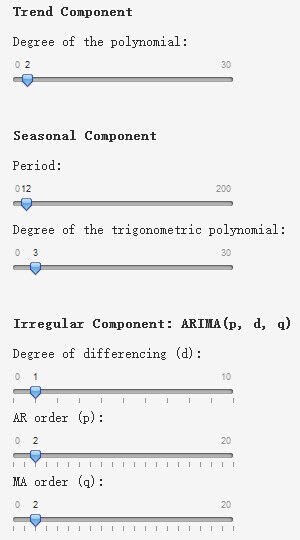 Trend Component
Degree of the polynomial:
0 2 30
Seasonal Component
Period:
0 12 200
Degree of the trigonometric polynomial:
0 3 30
Irregular Component: ARIMA(p, d, q)
Degree of differencing (d):
0 1 10
AR order (p):
0 2 20
MA order (q):
0 2 20